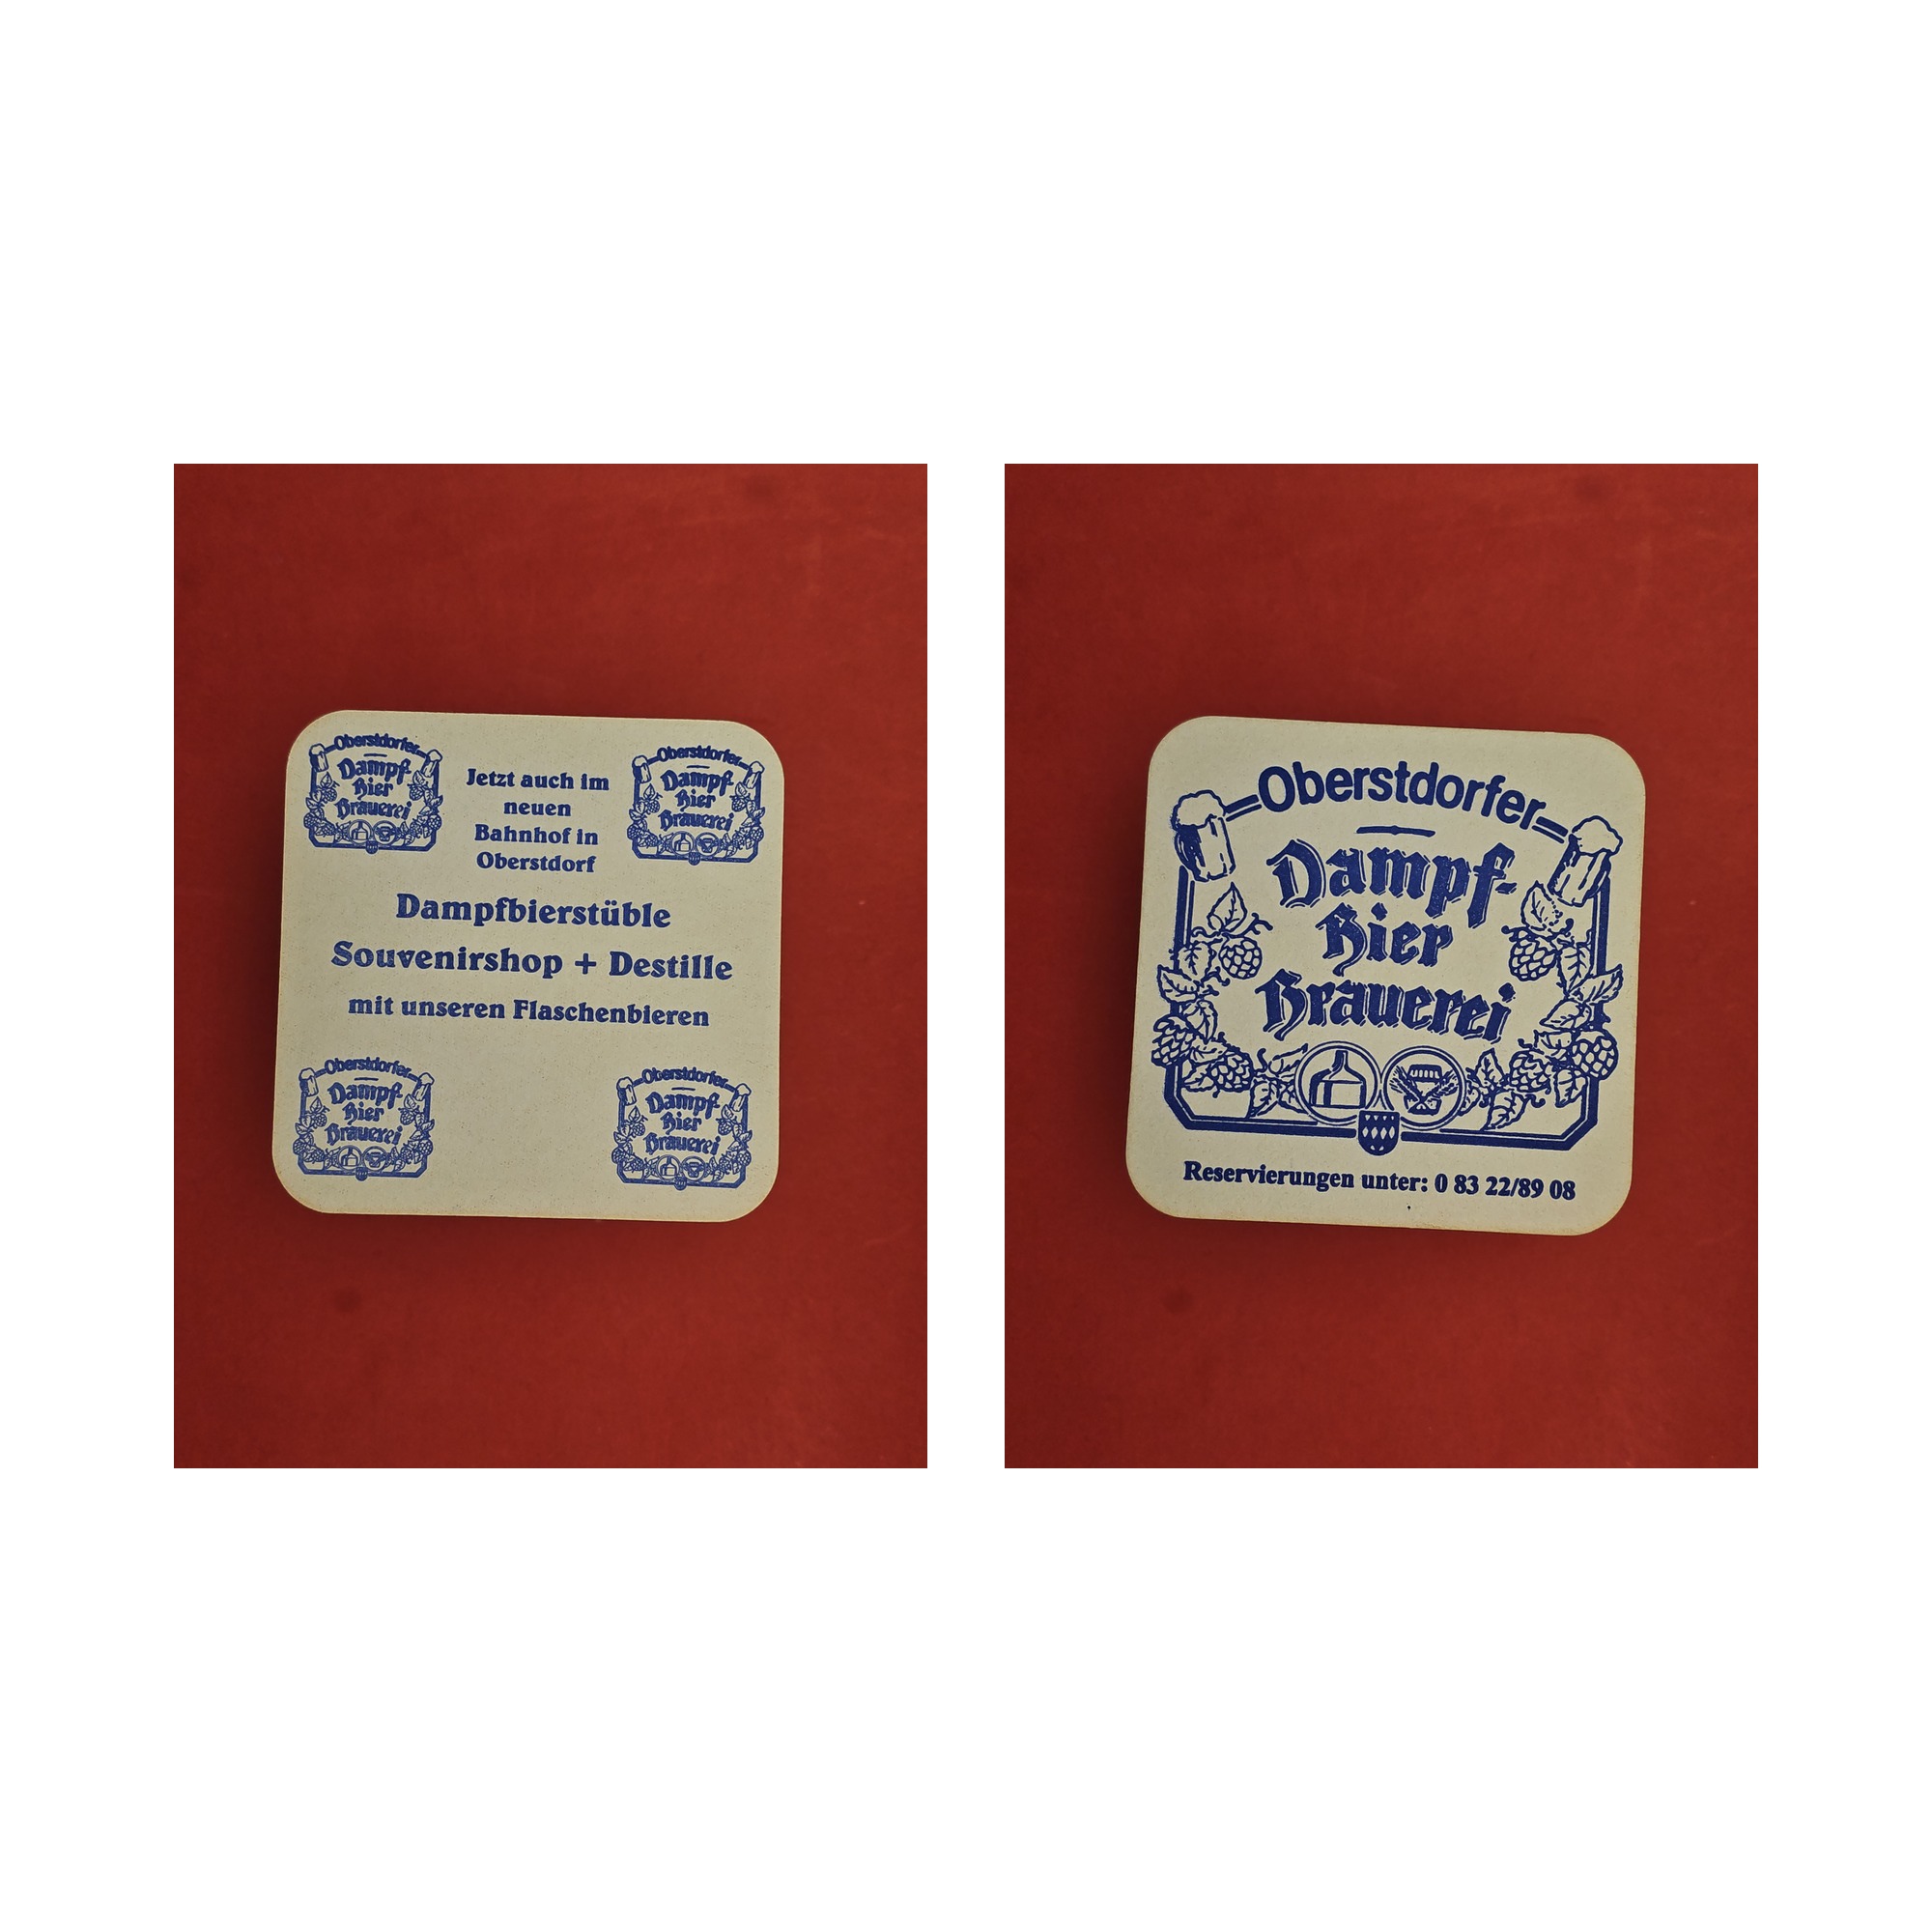 Oberstdorfer
Dampf-
Bier
Brauerei
Jetzt auch im
neuen
Bahnhof in
Oberstdorf
Oberstdorfer
Dampf-
Bier
Brauerei
Dampfbierstüble
Souvenirshop + Destille
mit unseren Flaschenbieren
Oberstdorfer
Dampf-
Bier
Brauerei
Oberstdorfer
Dampf-
Bier
Brauerei
Oberstdorfer
Dampf-
Bier
Brauerei
Reservierungen unter: 0 83 22/89 08